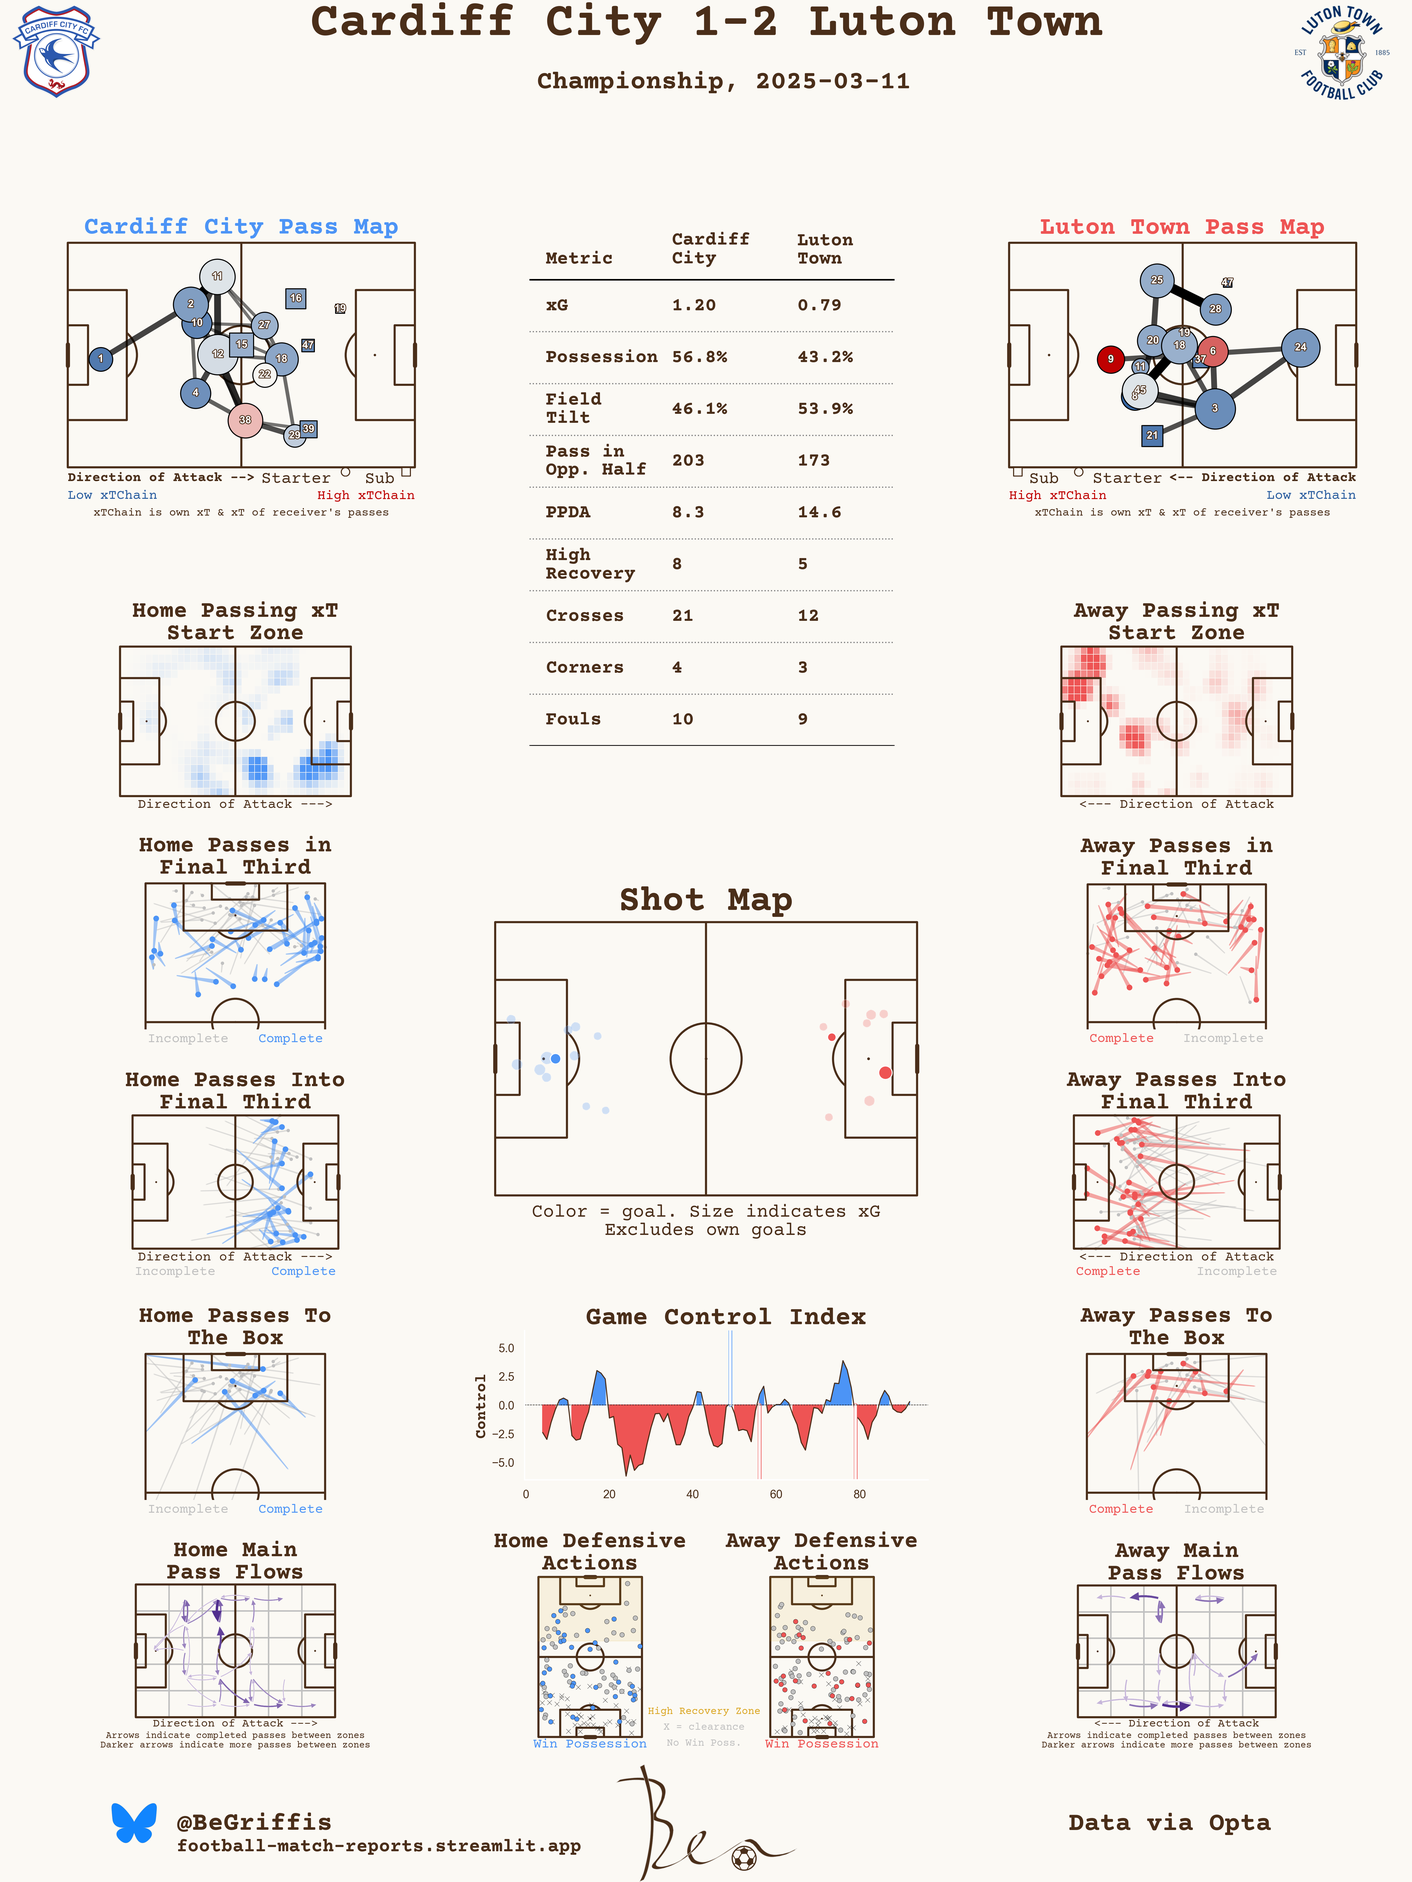 Cardiff City 1-2 Luton Town
Championship, 2025-03-11
CARDIFF CITY FC
LUTON TOWN
EST 1885
FOOTBALL CLUB
Cardiff City Pass Map
11
2
10
16
19
27
15
47
1
12
18
22
4
38
29
39
Direction of Attack --> Starter Sub
Low xTChain High xTChain
xTChain is own xT & xT of receiver's passes
Metric Cardiff City Luton Town
xG 1.20 0.79
Possession 56.8% 43.2%
Field Tilt 46.1% 53.9%
Pass in Opp. Half 203 173
PPDA 8.3 14.6
High Recovery 8 5
Crosses 21 12
Corners 4 3
Fouls 10 9
Luton Town Pass Map
25
47
28
19
20
18
6
24
9
11
37
45
8
3
21
Sub Starter <-- Direction of Attack
High xTChain Low xTChain
xTChain is own xT & xT of receiver's passes
Home Passing xT
Start Zone
Direction of Attack --->
Away Passing xT
Start Zone
<--- Direction of Attack
Home Passes in
Final Third
Incomplete Complete
Away Passes in
Final Third
Complete Incomplete
Shot Map
Color = goal. Size indicates xG
Excludes own goals
Home Passes Into
Final Third
Direction of Attack --->
Incomplete Complete
Away Passes Into
Final Third
<--- Direction of Attack
Complete Incomplete
Home Passes To
The Box
Incomplete Complete
Game Control Index
Control
5.0
2.5
0.0
−2.5
−5.0
0 20 40 60 80
Away Passes To
The Box
Complete Incomplete
Home Main
Pass Flows
Direction of Attack --->
Arrows indicate completed passes between zones
Darker arrows indicate more passes between zones
Home Defensive
Actions
Win Possession
High Recovery Zone
X = clearance
No Win Poss.
Away Defensive
Actions
Win Possession
Away Main
Pass Flows
<--- Direction of Attack
Arrows indicate completed passes between zones
Darker arrows indicate more passes between zones
@BeGriffis
football-match-reports.streamlit.app
Ben
Data via Opta